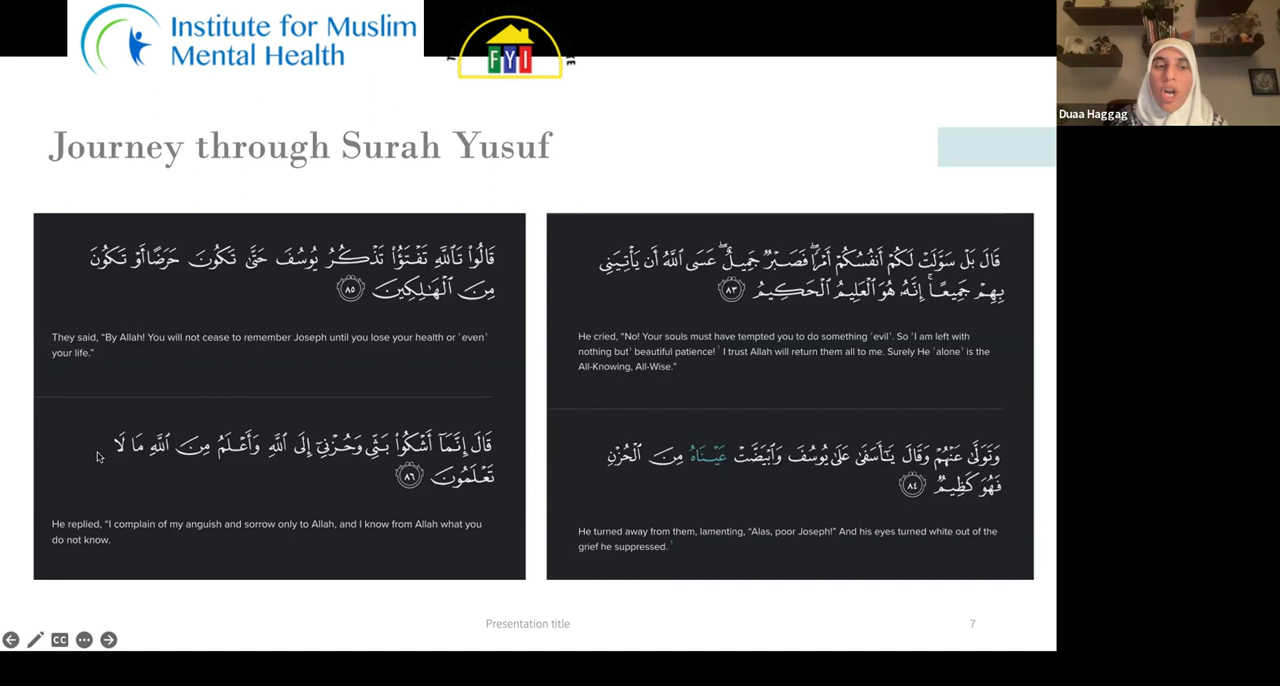 Institute for Muslim
Mental Health
FYI
Duaa Haggag
Journey through Surah Yusuf
قَالُوا۟ تَٱللَّهِ تَفْتَؤُا۟ تَذْكُرُ يُوسُفَ حَتَّىٰ تَكُونَ حَرَضًا أَوْ تَكُونَ
مِنَ ٱلْهَـٰلِكِينَ ٨٥
They said, “By Allah! You will not cease to remember Joseph until you lose your health or ˹even˺
your life.”
قَالَ إِنَّمَآ أَشْكُوا۟ بَثِّى وَحُزْنِىٓ إِلَى ٱللَّهِ وَأَعْلَمُ مِنَ ٱللَّهِ مَا لَا
تَعْلَمُونَ ٨٦
He replied, “I complain of my anguish and sorrow only to Allah, and I know from Allah what you
do not know.
قَالَ بَلْ سَوَّلَتْ لَكُمْ أَنفُسُكُمْ أَمْرًۭا ۖ فَصَبْرٌۭ جَمِيلٌ ۖ عَسَى ٱللَّهُ أَن يَأْتِيَنِى
بِهِمْ جَمِيعًا ۚ إِنَّهُۥ هُوَ ٱلْعَلِيمُ ٱلْحَكِيمُ ٨٣
He cried, “No! Your souls must have tempted you to do something ˹evil˺. So ˹I am left with
nothing but˺ beautiful patience! ¹ I trust Allah will return them all to me. Surely He ˹alone˺ is the
All-Knowing, All-Wise.”
وَتَوَلَّىٰ عَنْهُمْ وَقَالَ يَـٰٓأَسَفَىٰ عَلَىٰ يُوسُفَ وَٱبْيَضَّتْ عَيْنَاهُ مِنَ ٱلْحُزْنِ
فَهُوَ كَظِيمٌۭ ٨٤
He turned away from them, lamenting, “Alas, poor Joseph!” And his eyes turned white out of the
grief he suppressed. ¹
Presentation title
7
CC